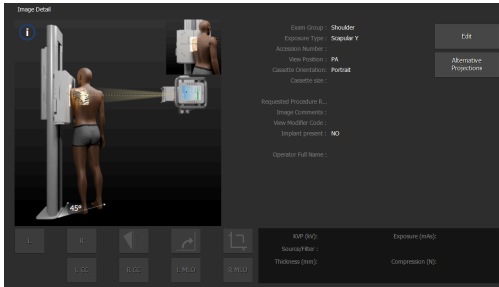 Image Detail
i
Exam Group : Shoulder
Exposure Type : Scapular Y
Accession Number :
View Position : PA
Cassette Orientation: Portrait
Cassette size :
Requested Procedure R...
Image Comments :
View Modifier Code :
Implant present : NO
Operator Full Name :
Edit
Alternative
Projections
45°
L
R
L CC
R CC
L MLO
R MLO
KVP (kV):
Exposure (mAs):
Source/Filter :
Thickness (mm):
Compression (N):